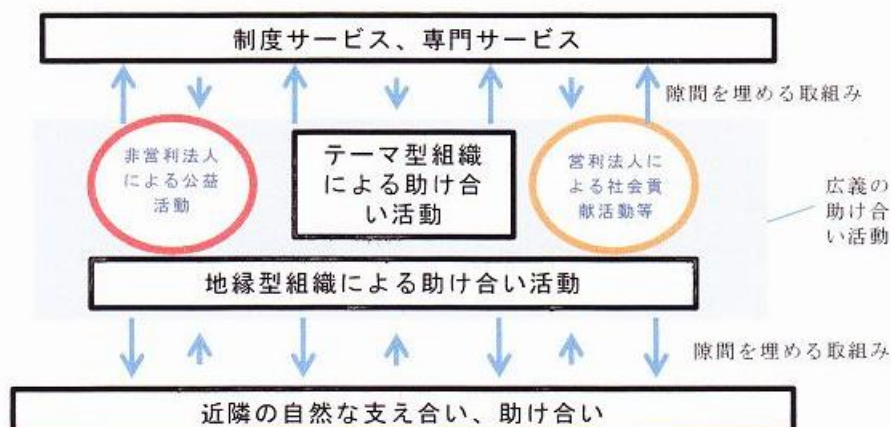 制度サービス、専門サービス
隙間を埋める取組み
非営利法人
による公益
活動
テーマ型組織
による助け合
い活動
営利法人に
よる社会貢
献活動等
広義の
助け合
い活動
地縁型組織による助け合い活動
隙間を埋める取組み
近隣の自然な支え合い、助け合い